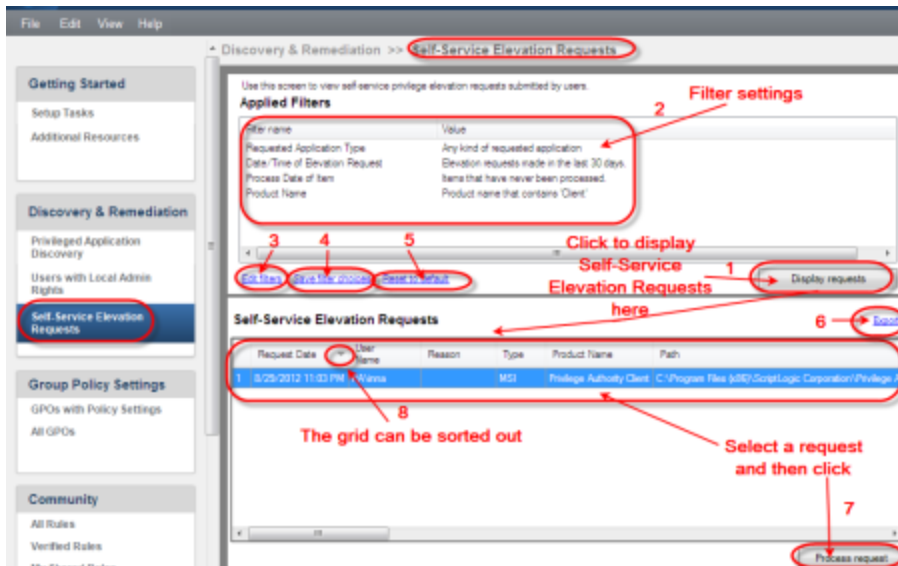 File Edit View Help
Discovery & Remediation >> Self-Service Elevation Requests
Getting Started
Setup Tasks
Additional Resources
Discovery & Remediation
Privileged Application
Discovery
Users with Local Admin
Rights
Self-Service Elevation
Requests
Group Policy Settings
GPOs with Policy Settings
All GPOs
Community
All Rules
Verified Rules
Use this screen to view self-service privilege elevation requests submitted by users.
Applied Filters
2 Filter settings
Filter name Value
Requested Application Type Any kind of requested application
Date/Time of Elevation Request Elevation requests made in the last 30 days.
Process Date of Item Items that have never been processed.
Product Name Product name that contains 'Client'
3 4 5
Edit filters Save filter choices Reset to default
Click to display
Self-Service
Elevation Requests
here
1
Display requests
Self-Service Elevation Requests
6 Export
Request Date User Name Reason Type Product Name Path
1 8/25/2012 11:03 PM MSI Privilege Authority Client C:\Program Files (x86)\ScriptLogic Corporation\Privilege A
8
The grid can be sorted out
Select a request
and then click
7
Process request